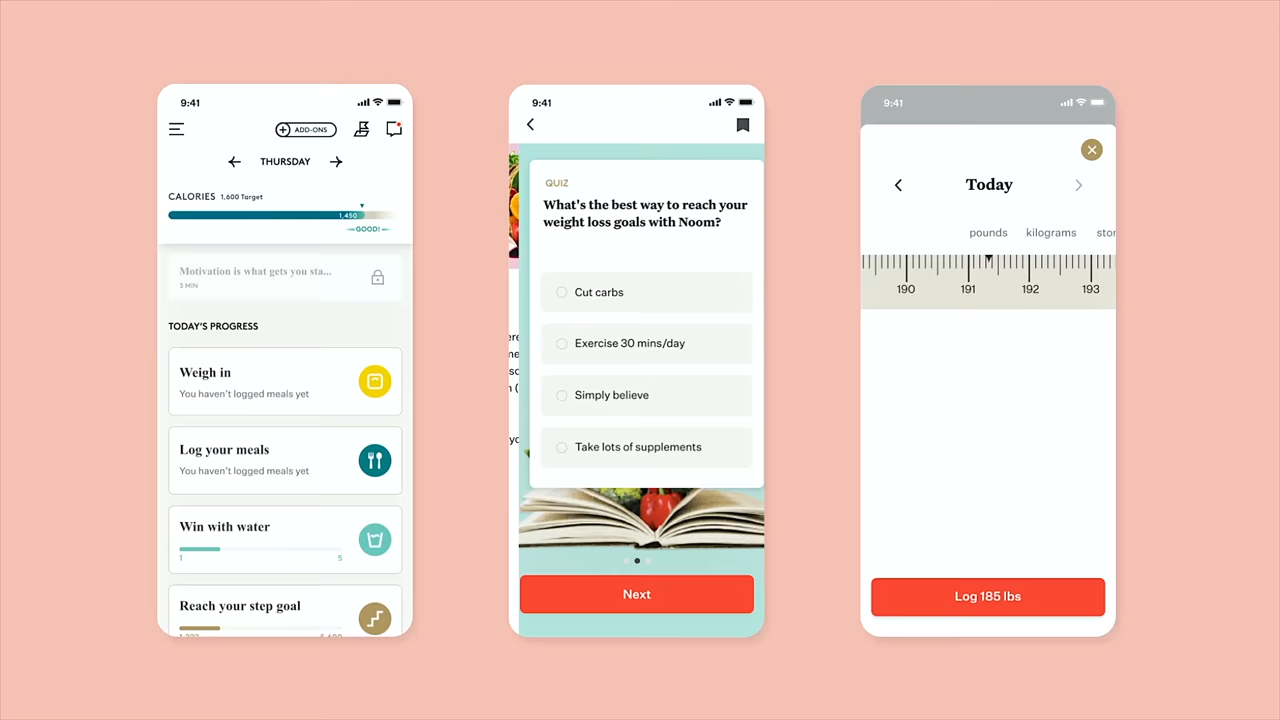 9:41
ADD-ONS
THURSDAY
CALORIES 1,600 Target
1,450
GOOD!
Motivation is what gets you sta...
3 MIN
TODAY'S PROGRESS
Weigh in
You haven't logged meals yet
Log your meals
You haven't logged meals yet
Win with water
1 5
Reach your step goal
9:41
QUIZ
What's the best way to reach your
weight loss goals with Noom?
Cut carbs
Exercise 30 mins/day
Simply believe
Take lots of supplements
Next
9:41
Today
pounds kilograms stor
190 191 192 193
Log 185 lbs